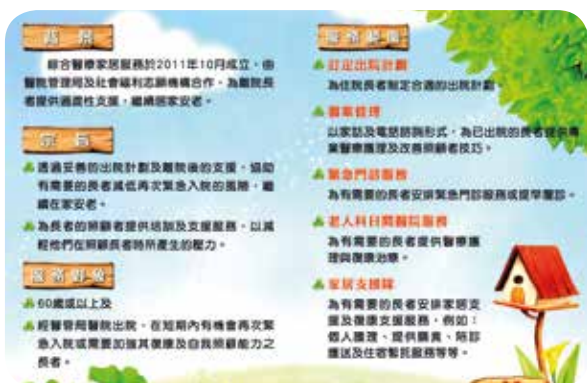 背景
綜合醫療家居服務於2011年10月成立,由
醫院管理局及社會福利志願機構合作,為離院長
者提供過渡性支援,繼續居家安老。
宗旨
透過妥善的出院計劃及離院後的支援,協助
有需要的長者減低再次緊急入院的風險,繼
續在家安老。
為長者的照顧者提供培訓及支援服務,以減
輕他們在照顧長者時所產生的壓力。
服務對象
60歲或以上及
經醫管局醫院出院,在短期內有機會再次緊
急入院或需要加強其復康及自我照顧能力之
長者。
服務範圍
訂定出院計劃
為住院長者制定合適的出院計劃
個案管理
以家訪及電話諮詢形式,為已出院的長者提供專
業醫療護理及改善照顧者技巧。
緊急門診服務
為有需要的長者安排緊急門診服務或提早覆診。
老人科日間醫院服務
為有需要的長者提供醫療護
理與復康治療。
家居支援隊
為有需要的長者安排家居支
援及復康支援服務,例如:
個人護理、提供膳食、陪診
護送及住宿暫託服務等等。